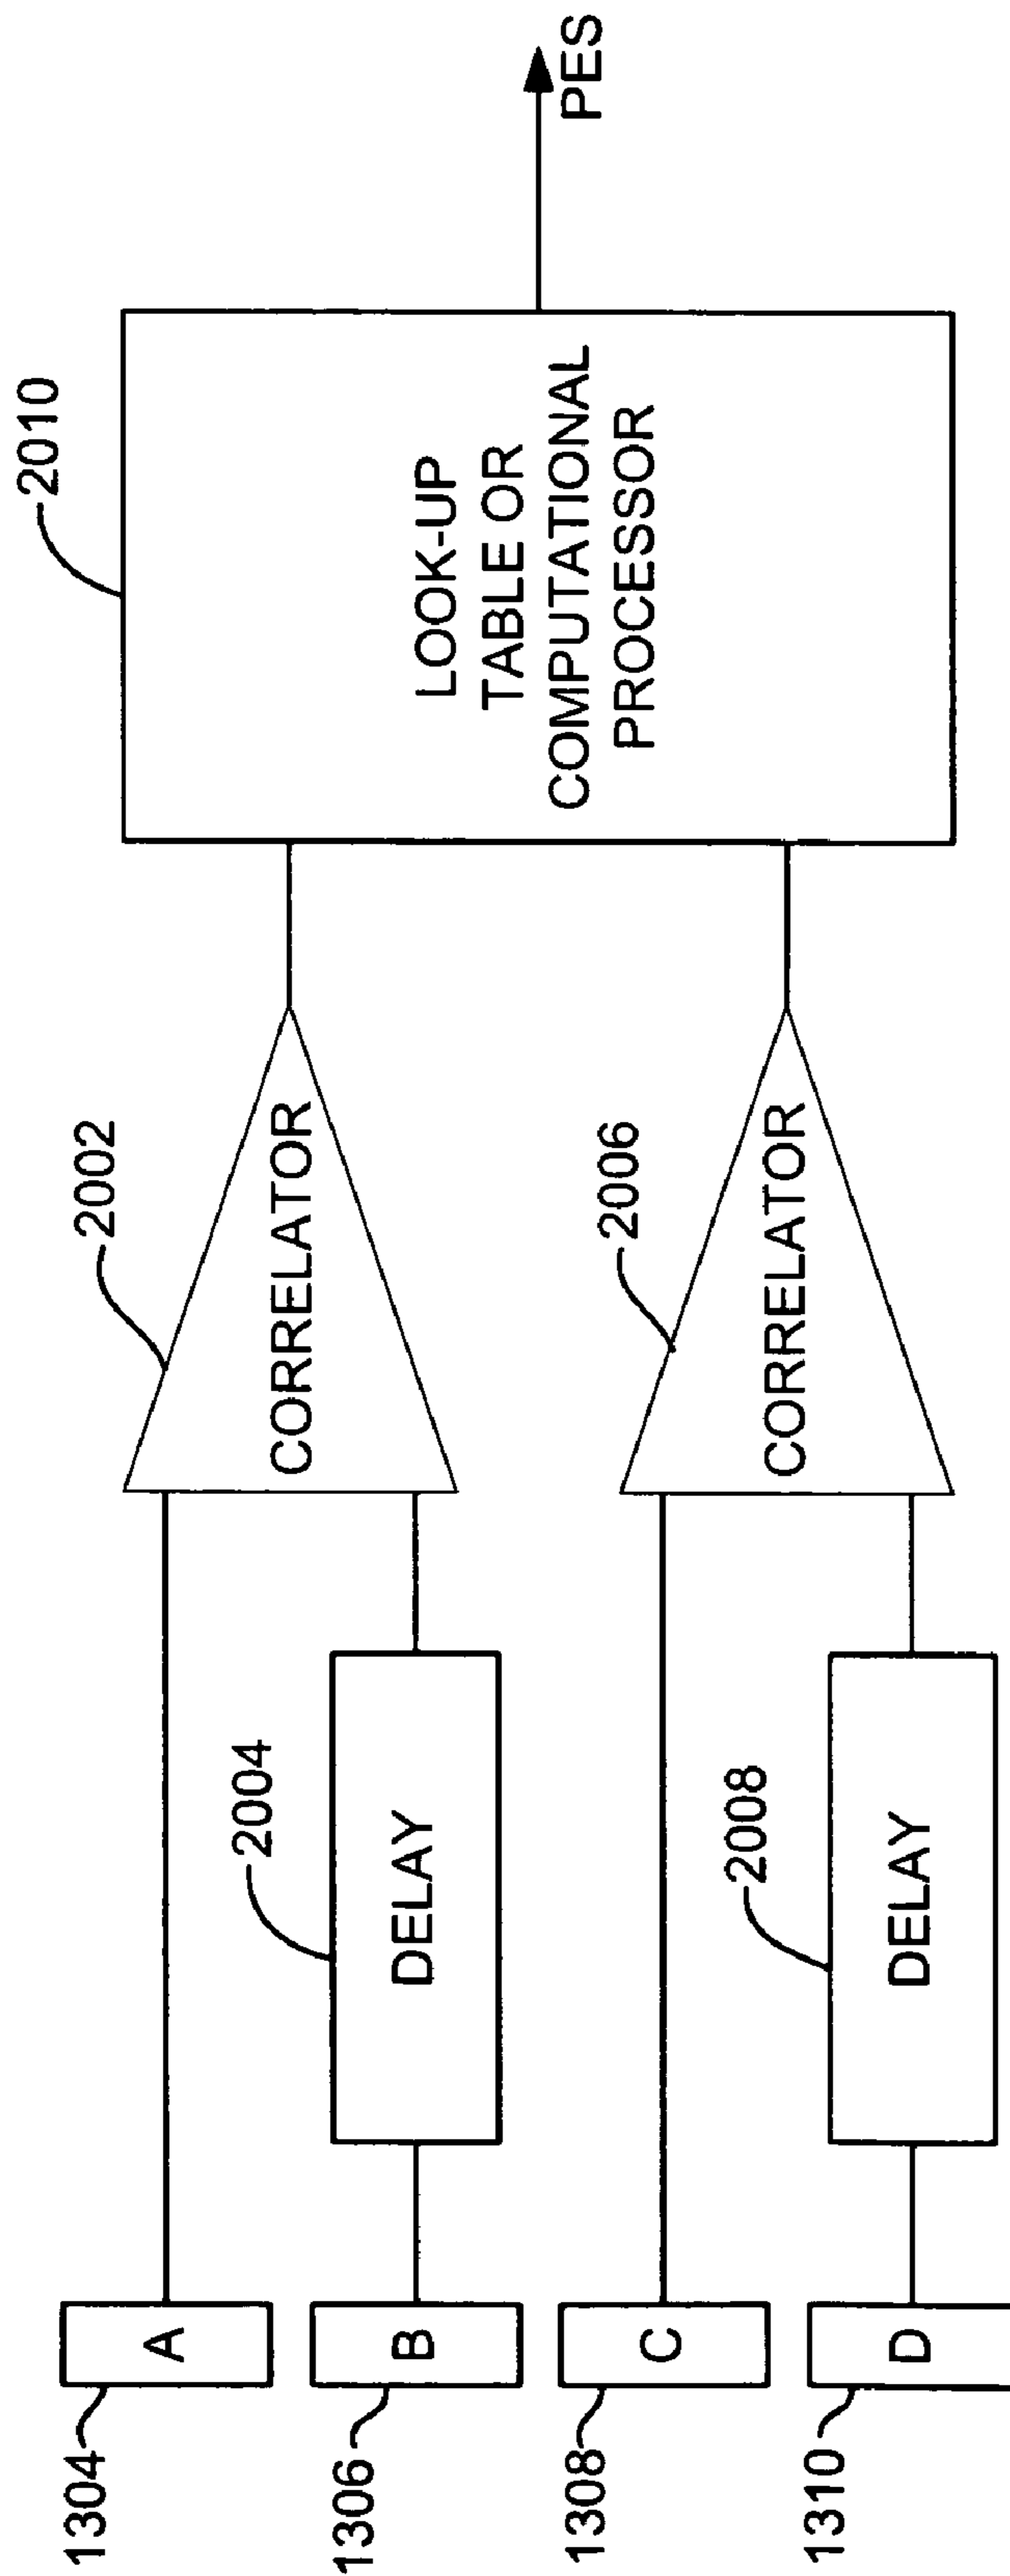 1304
A
1306
B
1308
C
1310
D
2004
DELAY
2008
DELAY
2002
CORRELATOR
2006
CORRELATOR
2010
LOOK-UP
TABLE OR
COMPUTATIONAL
PROCESSOR
PES